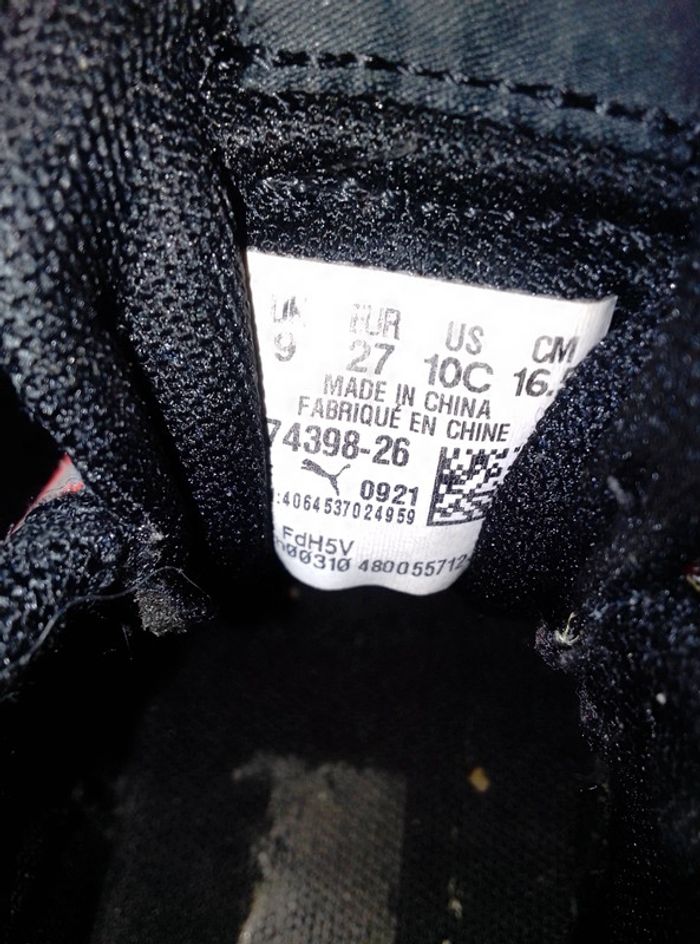 UK EUR US CM
9 27 10C 16.
MADE IN CHINA
FABRIQUÉ EN CHINE
74398-26
0921
:4064537024959
FdH5V
00310 480055712